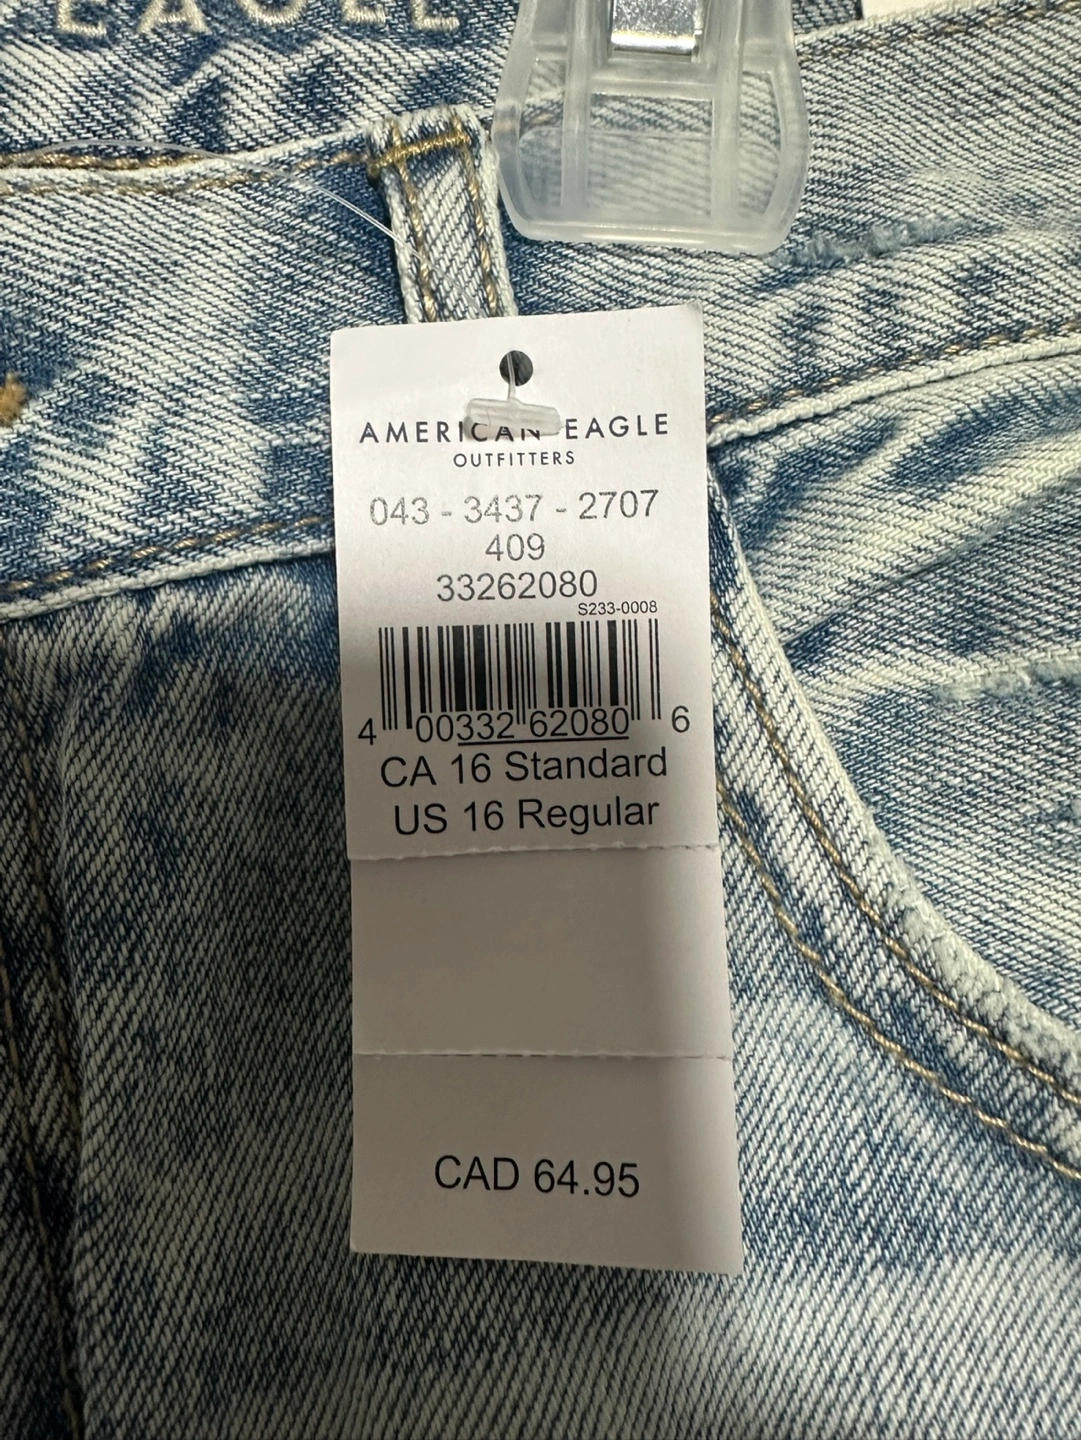 EAGLE
AMERICAN EAGLE
OUTFITTERS
043 - 3437 - 2707
409
33262080
S233-0008
4 00332 62080 6
CA 16 Standard
US 16 Regular
CAD 64.95